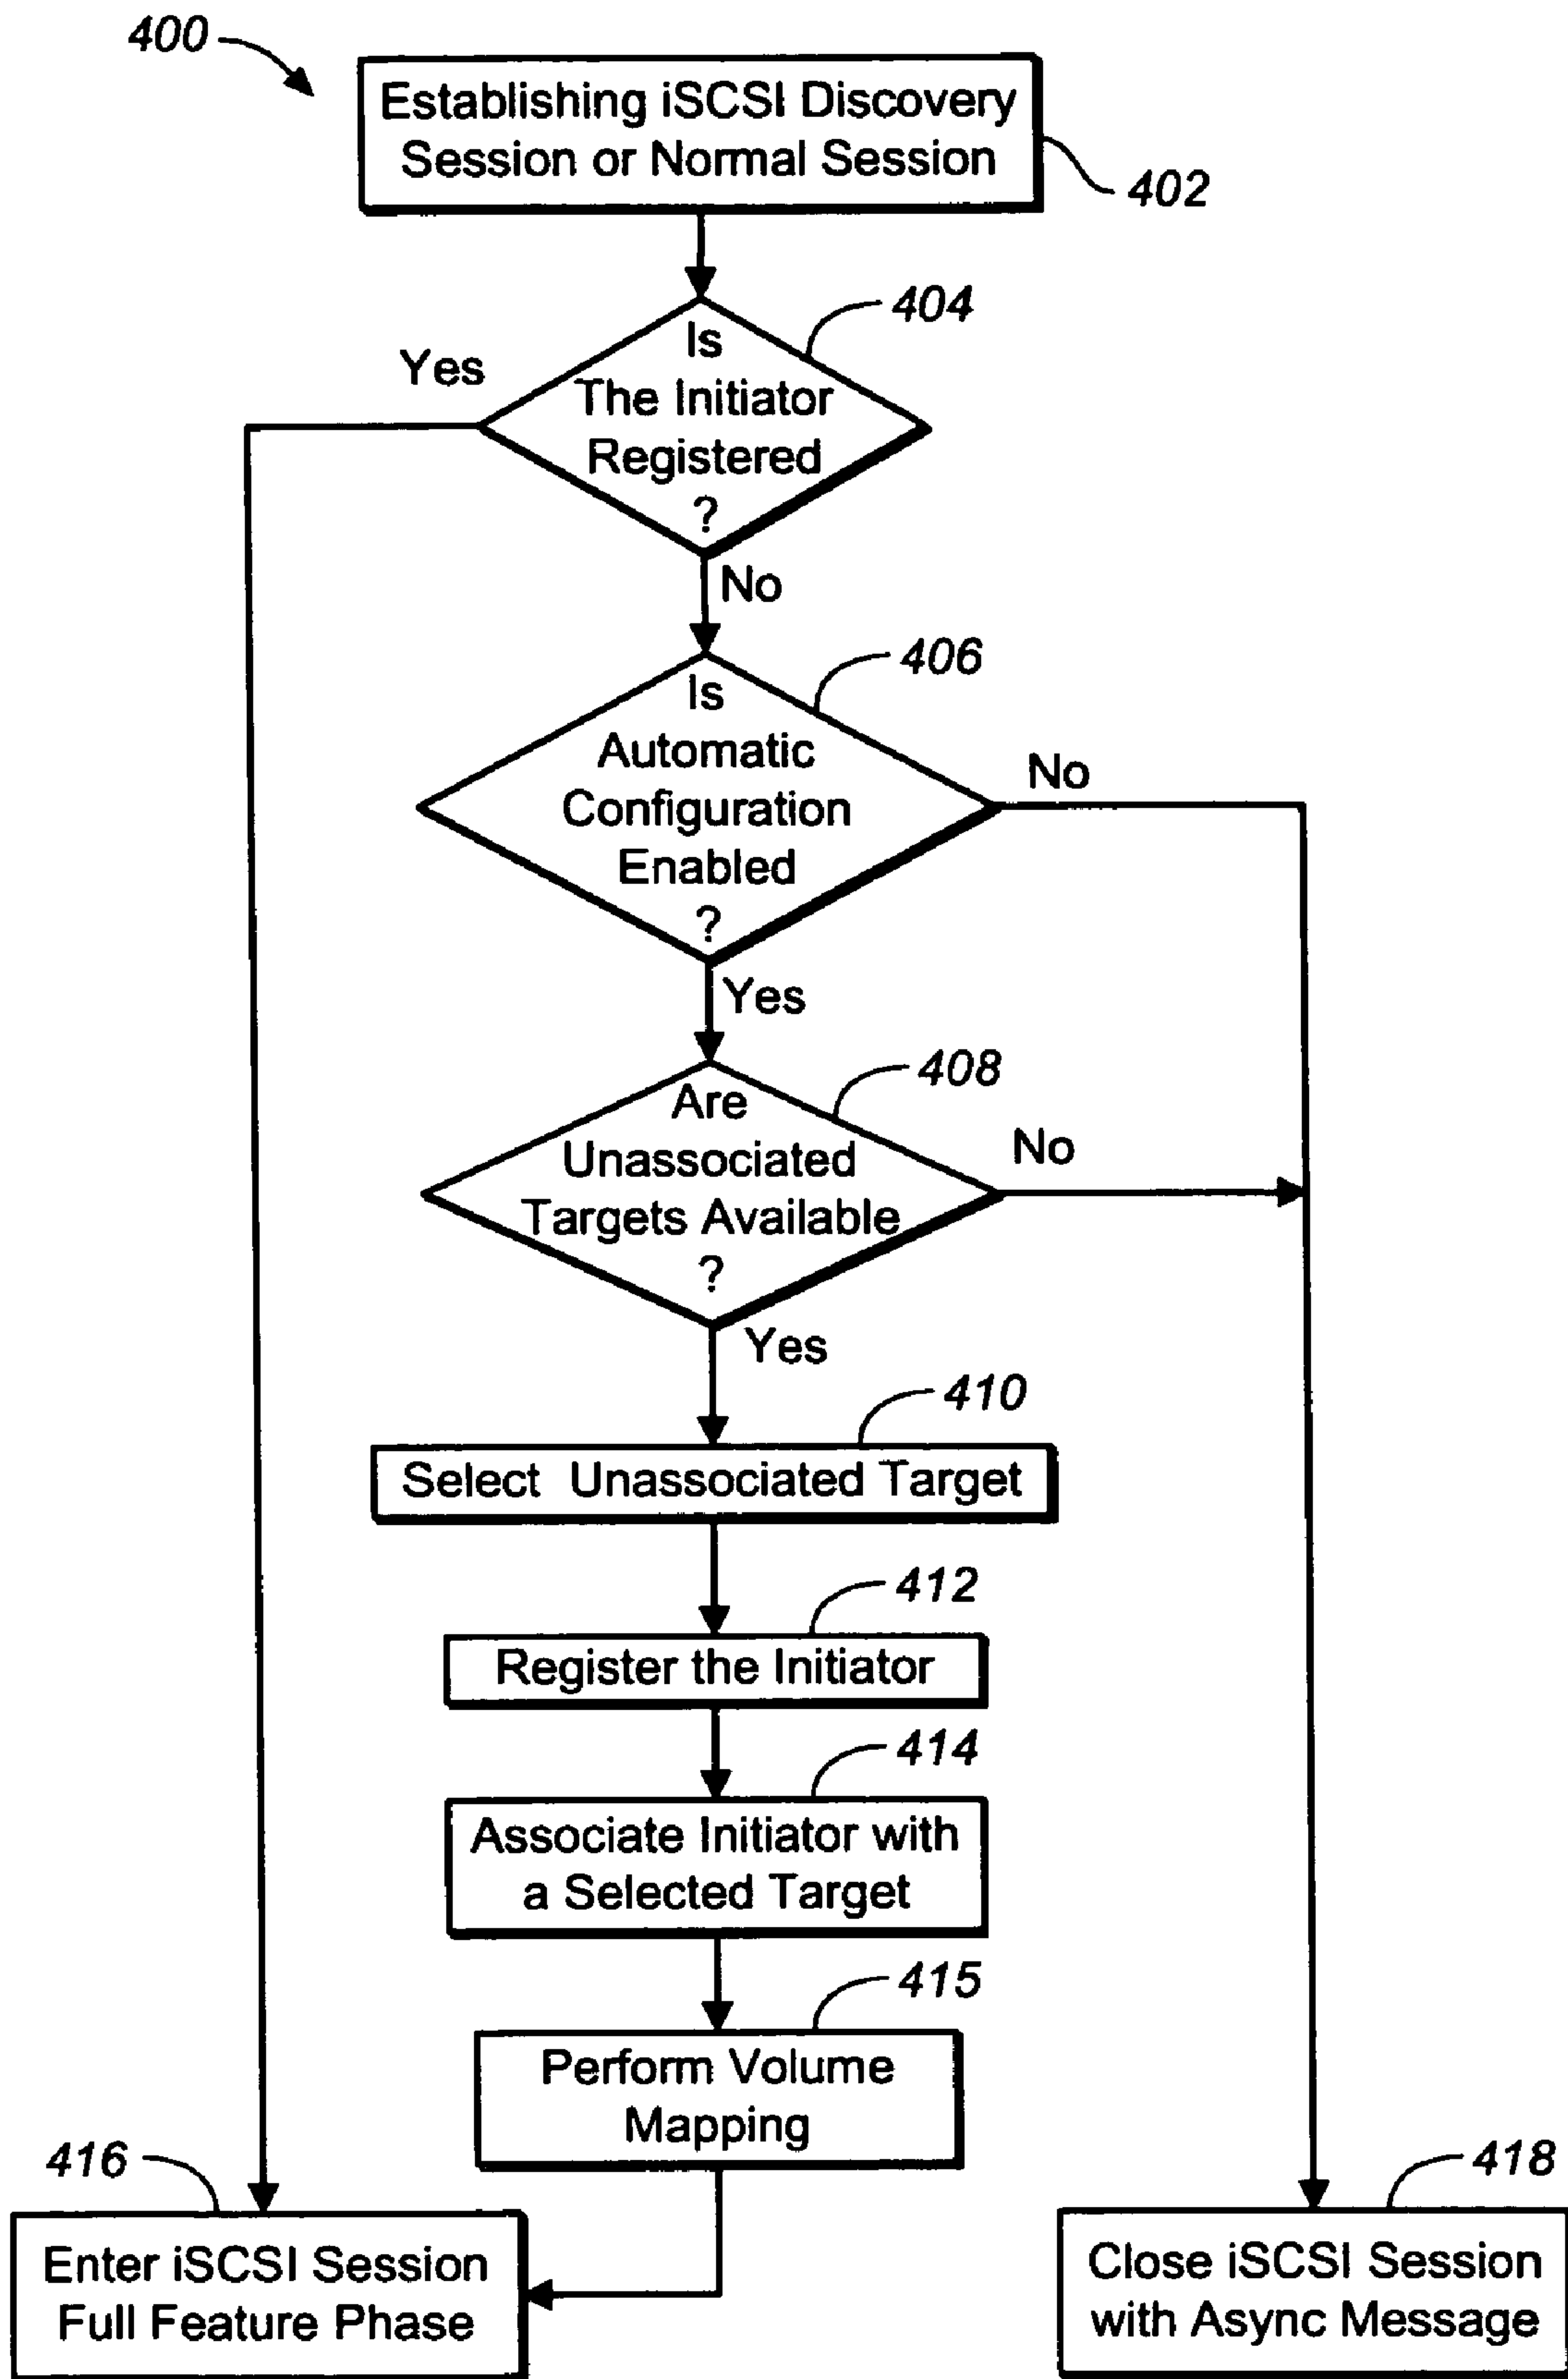 400
Establishing iSCSI Discovery
Session or Normal Session
402
404
Yes
Is
The Initiator
Registered
?
No
406
Is
Automatic
Configuration
Enabled
?
No
Yes
408
Are
Unassociated
Targets Available
?
No
Yes
410
Select Unassociated Target
412
Register the Initiator
414
Associate Initiator with
a Selected Target
415
Perform Volume
Mapping
416
Enter iSCSI Session
Full Feature Phase
418
Close iSCSI Session
with Async Message